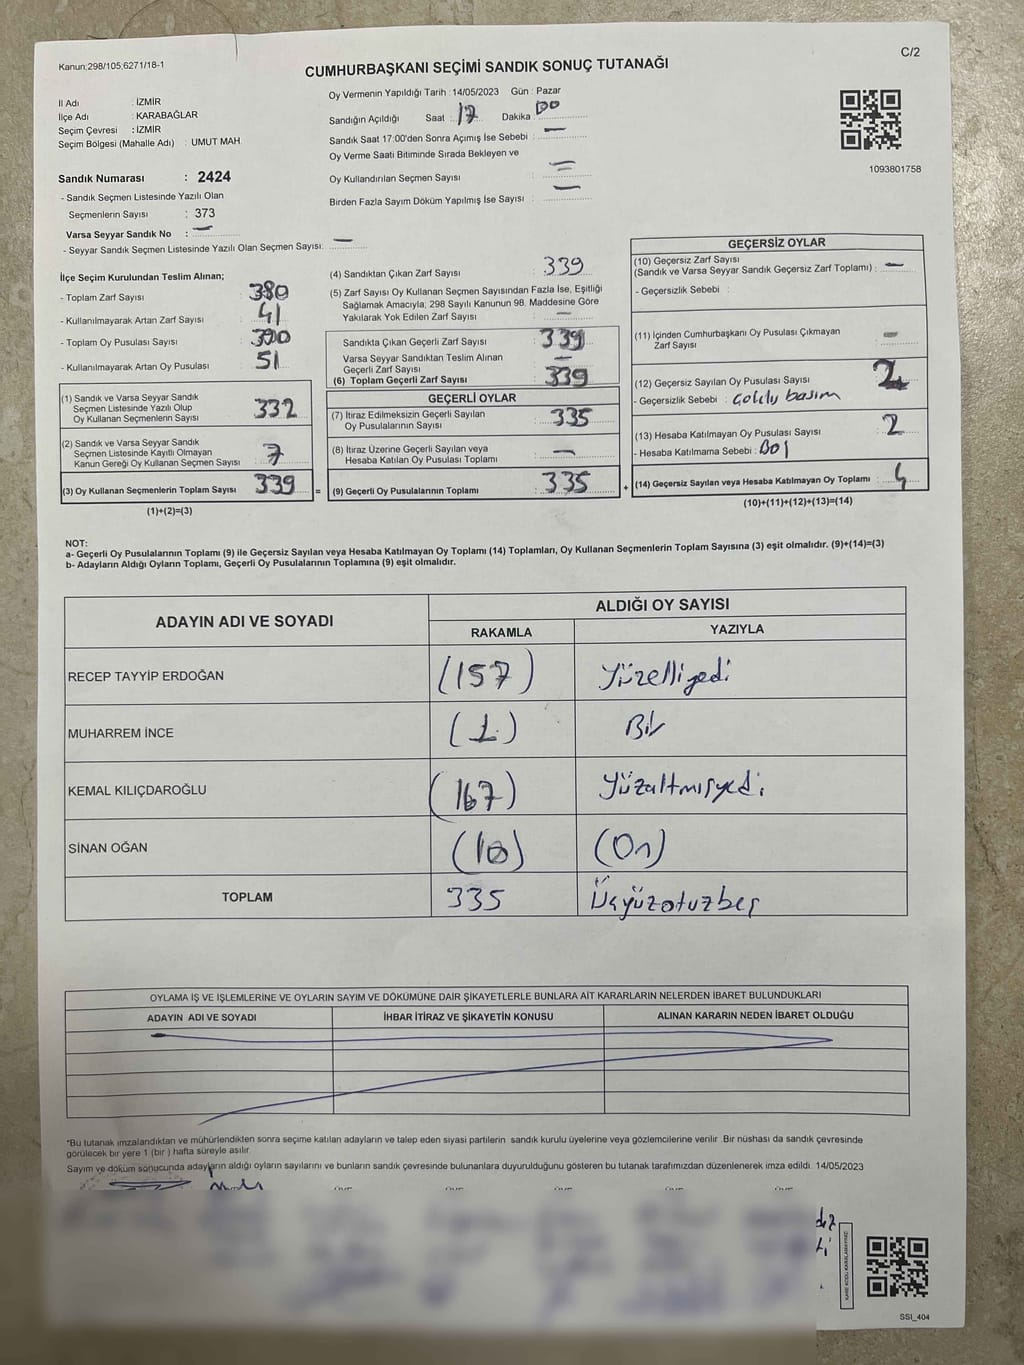 Kanun;298/105,6271/18-1
C/2
CUMHURBAŞKANI SEÇİMİ SANDIK SONUÇ TUTANAĞI
İl Adı : İZMİR
İlçe Adı : KARABAĞLAR
Seçim Çevresi : İZMİR
Seçim Bölgesi (Mahalle Adı) : UMUT MAH
Sandık Numarası : 2424
- Sandık Seçmen Listesinde Yazılı Olan
Seçmenlerin Sayısı : 373
Varsa Seyyar Sandık No : —
- Seyyar Sandık Seçmen Listesinde Yazılı Olan Seçmen Sayısı: —
Oy Vermenin Yapıldığı Tarih : 14/05/2023 Gün : Pazar
Sandığın Açıldığı Saat : 17 Dakika 00
Sandık Saat 17:00'den Sonra Açımış İse Sebebi : —
Oy Verme Saati Bitiminde Sırada Bekleyen ve
Oy Kullandırılan Seçmen Sayısı : —
Birden Fazla Sayım Döküm Yapılmış İse Sayısı : —
1093801758
İlçe Seçim Kurulundan Teslim Alınan;
- Toplam Zarf Sayısı : 380
- Kullanılmayarak Artan Zarf Sayısı : 41
- Toplam Oy Pusulası Sayısı : 390
- Kullanılmayarak Artan Oy Pusulası : 51
(1) Sandık ve Varsa Seyyar Sandık
Seçmen Listesinde Yazılı Olup
Oy Kullanan Seçmenlerin Sayısı : 332
(2) Sandık ve Varsa Seyyar Sandık
Seçmen Listesinde Kayıtlı Olmayan
Kanun Gereği Oy Kullanan Seçmen Sayısı : 7
(3) Oy Kullanan Seçmenlerin Toplam Sayısı : 339 =
(1)+(2)=(3)
(4) Sandıktan Çıkan Zarf Sayısı : 339
(5) Zarf Sayısı Oy Kullanan Seçmen Sayısından Fazla İse, Eşitliği
Sağlamak Amacıyla; 298 Sayılı Kanunun 98. Maddesine Göre
Yakılarak Yok Edilen Zarf Sayısı : —
Sandıkta Çıkan Geçerli Zarf Sayısı : 339
Varsa Seyyar Sandıktan Teslim Alınan
Geçerli Zarf Sayısı : —
(6) Toplam Geçerli Zarf Sayısı : 339
GEÇERLİ OYLAR
(7) İtiraz Edilmeksizin Geçerli Sayılan
Oy Pusulalarının Sayısı : 335
(8) İtiraz Üzerine Geçerli Sayılan veya
Hesaba Katılan Oy Pusulası Toplamı : —
(9) Geçerli Oy Pusulalarının Toplamı : 335 +
GEÇERSİZ OYLAR
(10) Geçersiz Zarf Sayısı
(Sandık ve Varsa Seyyar Sandık Geçersiz Zarf Toplamı) : —
- Geçersizlik Sebebi :
(11) İçinden Cumhurbaşkanı Oy Pusulası Çıkmayan
Zarf Sayısı : —
(12) Geçersiz Sayılan Oy Pusulası Sayısı : 2
- Geçersizlik Sebebi : Çoklu basım
(13) Hesaba Katılmayan Oy Pusulası Sayısı : 2
- Hesaba Katılmama Sebebi : Boş
(14) Geçersiz Sayılan veya Hesaba Katılmayan Oy Toplamı : 4
(10)+(11)+(12)+(13)=(14)
NOT:
a- Geçerli Oy Pusulalarının Toplamı (9) ile Geçersiz Sayılan veya Hesaba Katılmayan Oy Toplamı (14) Toplamları, Oy Kullanan Seçmenlerin Toplam Sayısına (3) eşit olmalıdır. (9)+(14)=(3)
b- Adayların Aldığı Oyların Toplamı, Geçerli Oy Pusulalarının Toplamına (9) eşit olmalıdır.
ADAYIN ADI VE SOYADI
ALDIĞI OY SAYISI
RAKAMLA YAZIYLA
RECEP TAYYİP ERDOĞAN (157) Yüzelliyedi
MUHARREM İNCE (1) Bir
KEMAL KILIÇDAROĞLU (167) Yüzaltmışyedi
SİNAN OĞAN (10) (On)
TOPLAM 335 Üçyüzotuzbeş
OYLAMA İŞ VE İŞLEMLERİNE VE OYLARIN SAYIM VE DÖKÜMÜNE DAİR ŞİKAYETLERLE BUNLARA AİT KARARLARIN NELERDEN İBARET BULUNDUKLARI
ADAYIN ADI VE SOYADI İHBAR İTİRAZ VE ŞİKAYETİN KONUSU ALINAN KARARIN NEDEN İBARET OLDUĞU
*Bu tutanak imzalandıktan ve mühürlendikten sonra seçime katılan adayların ve talep eden siyasi partilerin sandık kurulu üyelerine veya gözlemcilerine verilir. Bir nüshası da sandık çevresinde
görülecek bir yere 1 (bir ) hafta süreyle asılır.
Sayım ve döküm sonucunda adayların aldığı oyların sayılarını ve bunların sandık çevresinde bulunanlara duyurulduğunu gösteren bu tutanak tarafımızdan düzenlenerek imza edildi. 14/05/2023
SSI_404